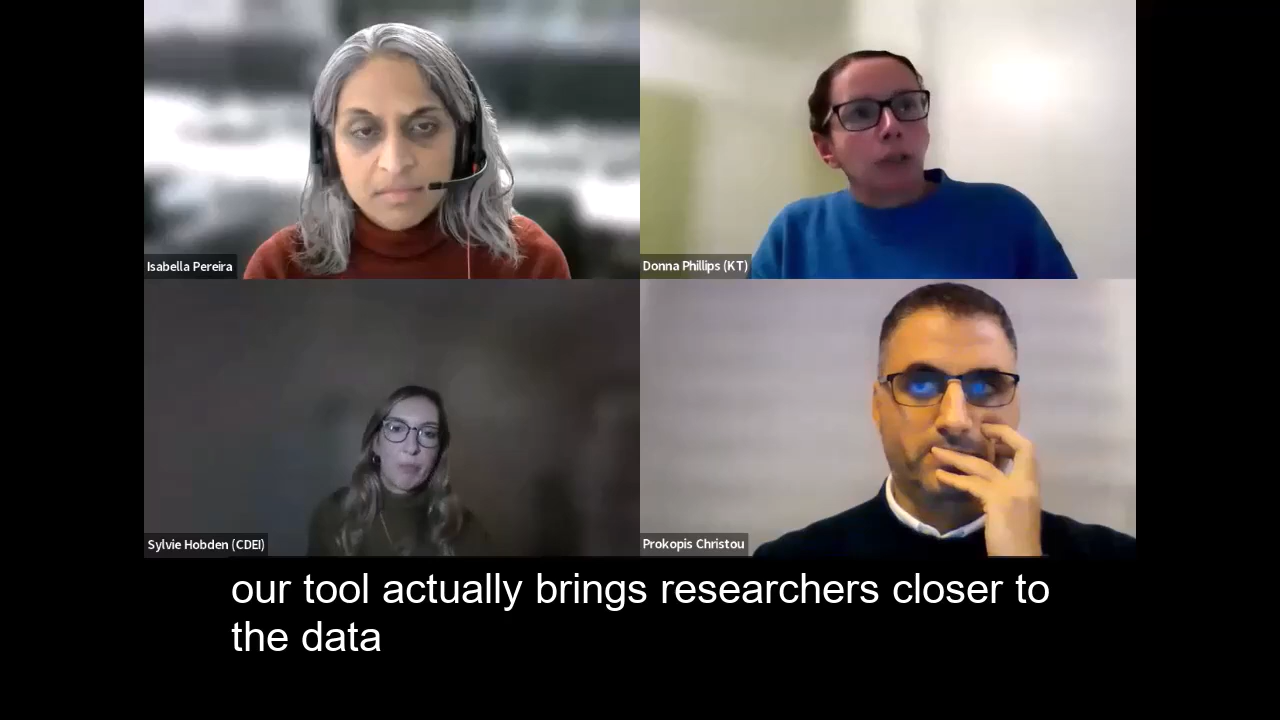 Isabella Pereira
Donna Phillips (KT)
Sylvie Hobden (CDEI)
Prokopis Christou
our tool actually brings researchers closer to
the data